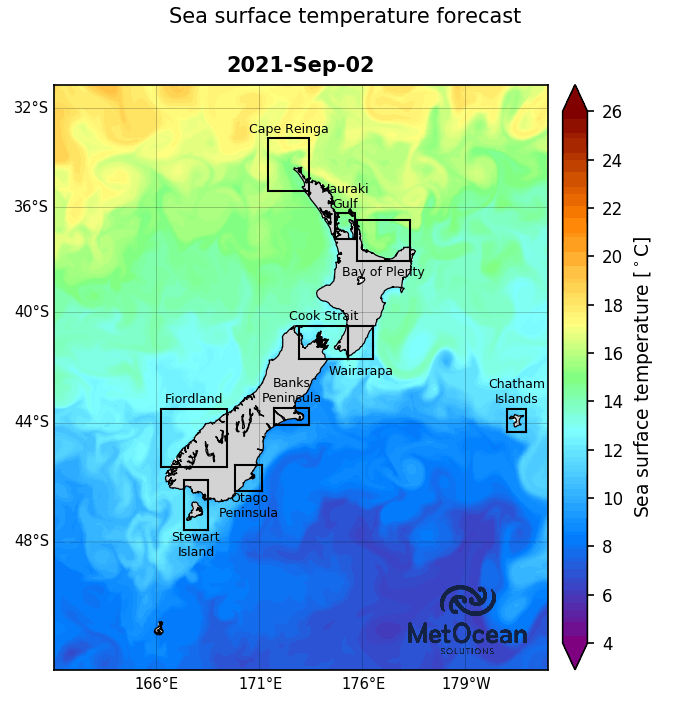 Sea surface temperature forecast
2021-Sep-02
32°S
36°S
40°S
44°S
48°S
Cape Reinga
Hauraki
Gulf
Bay of Plenty
Cook Strait
Wairarapa
Banks
Peninsula
Fiordland
Chatham
Islands
Otago
Peninsula
Stewart
Island
MetOcean
SOLUTIONS
166°E
171°E
176°E
179°W
26
24
22
20
18
16
14
12
10
8
6
4
Sea surface temperature [°C]